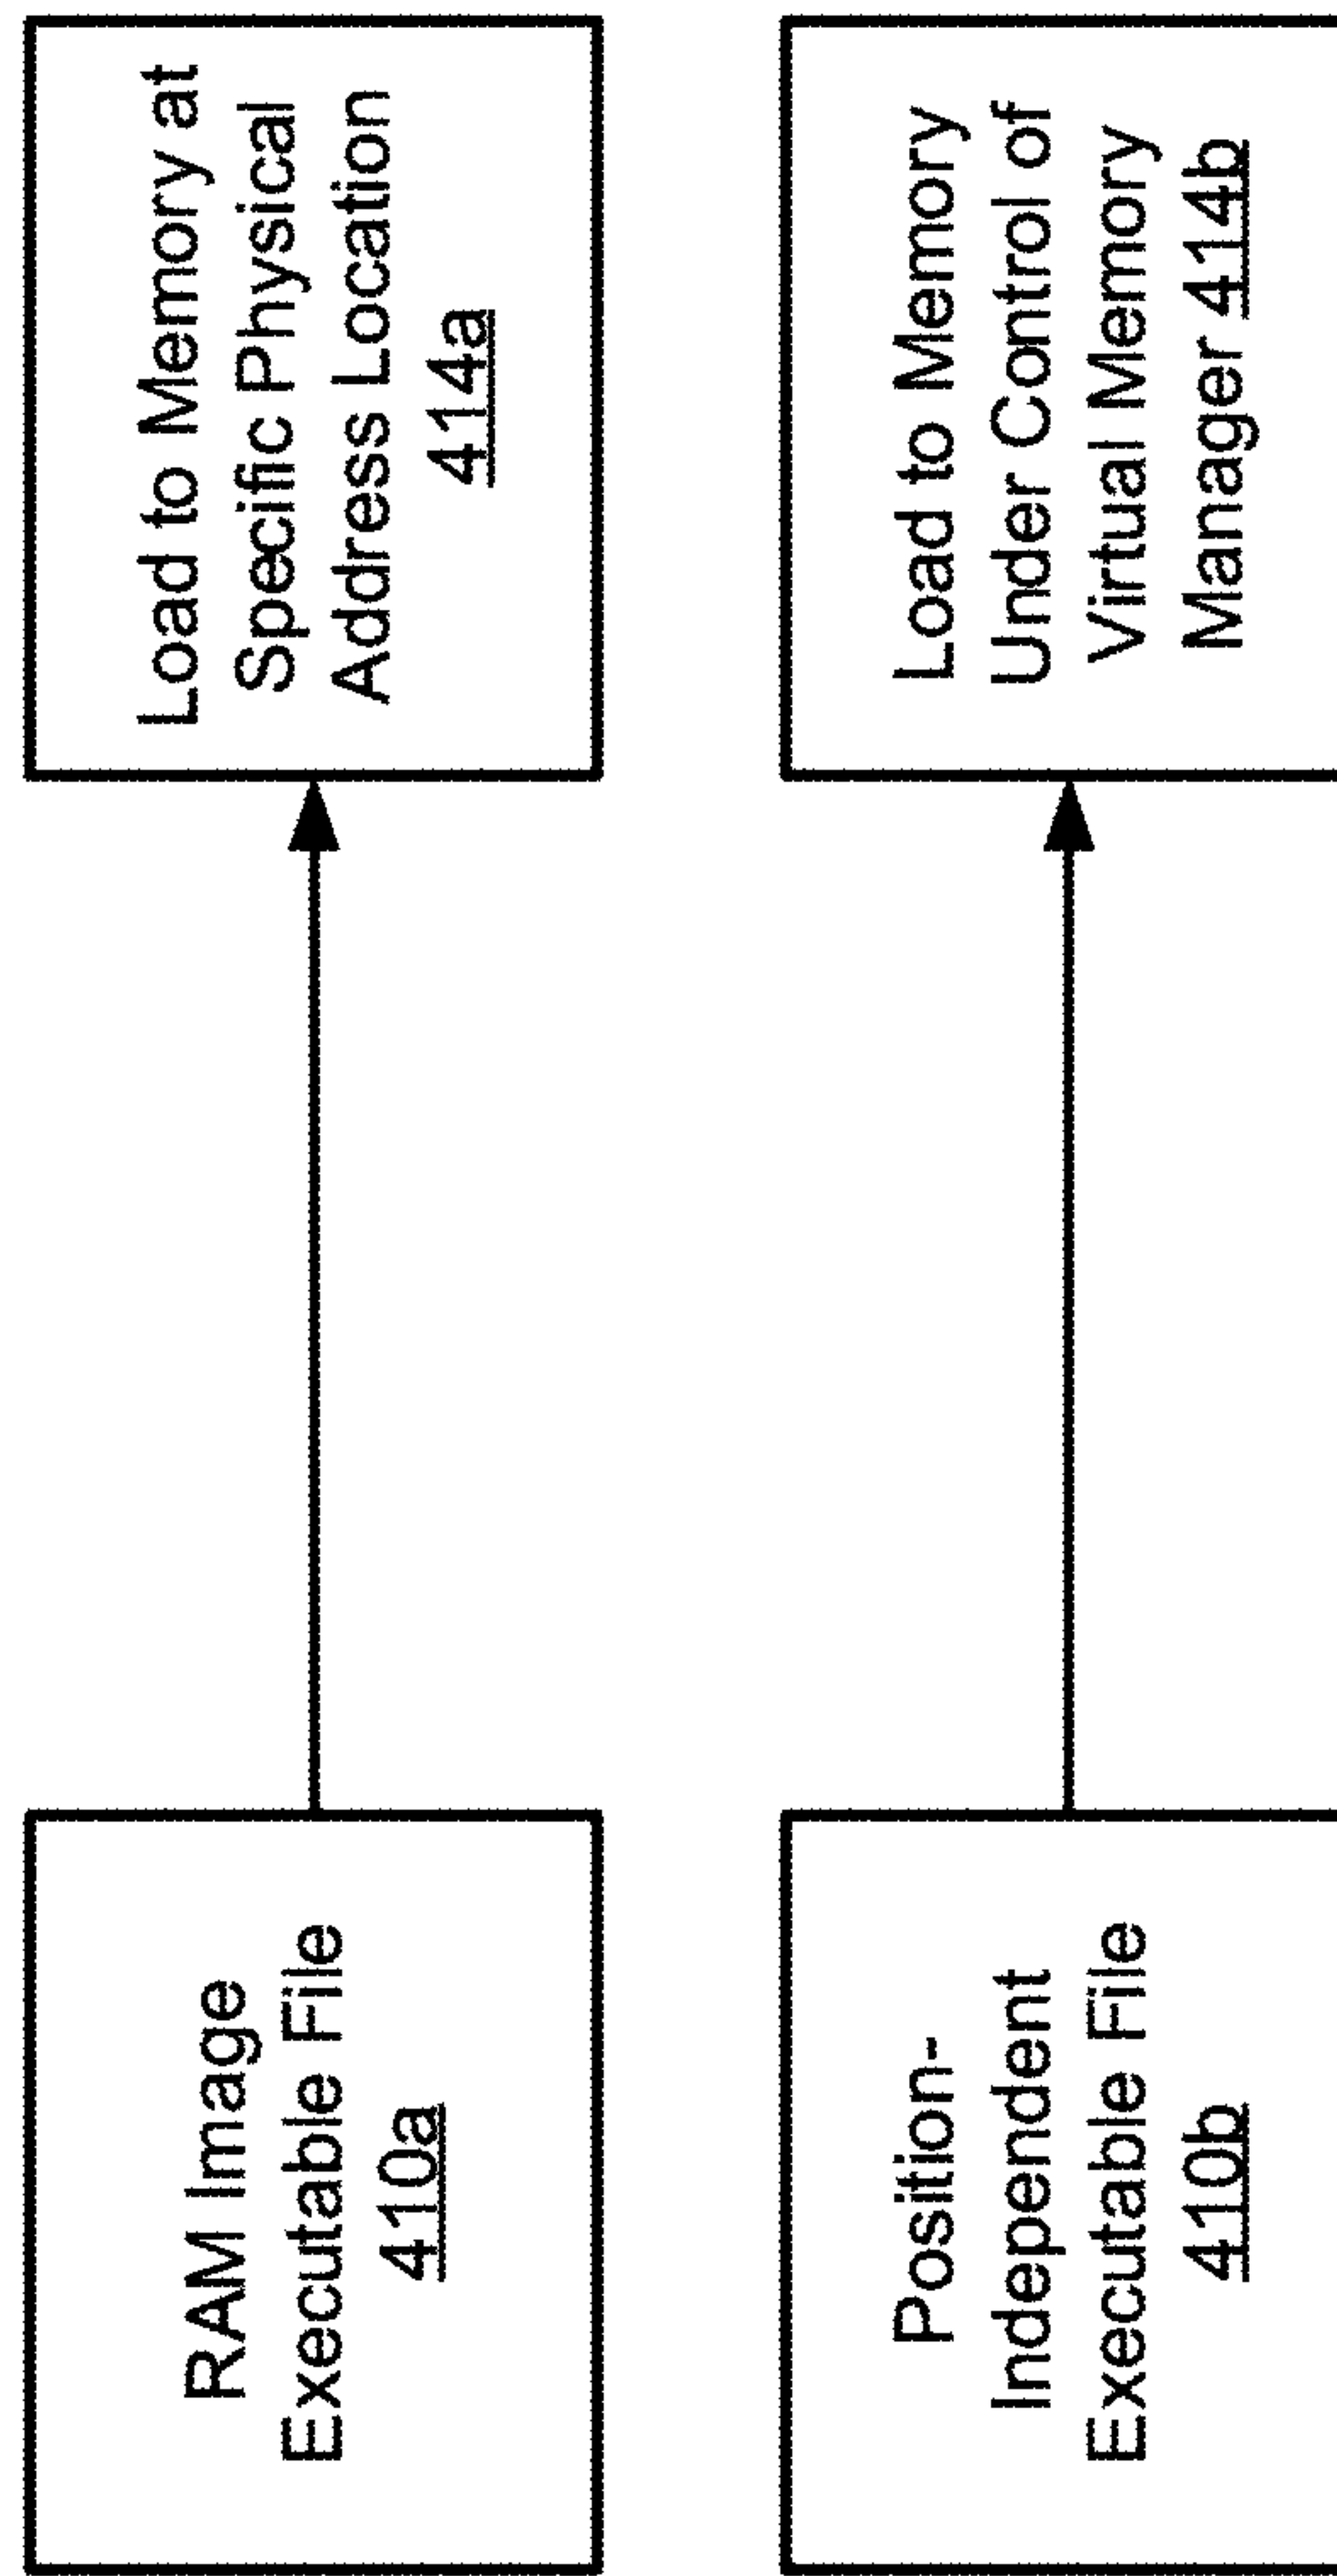 RAM Image
Executable File
410a
Load to Memory at
Specific Physical
Address Location
414a
Position-
Independent
Executable File
410b
Load to Memory
Under Control of
Virtual Memory
Manager 414b